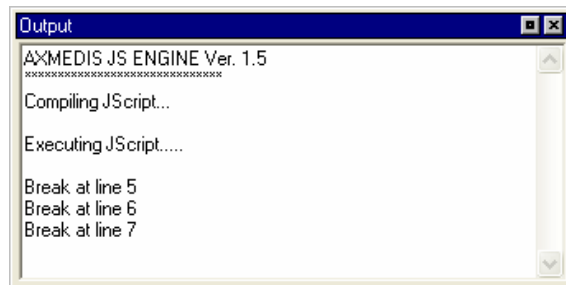 Output
AXMEDIS JS ENGINE Ver. 1.5
******************************
Compiling JScript...
Executing JScript.....
Break at line 5
Break at line 6
Break at line 7